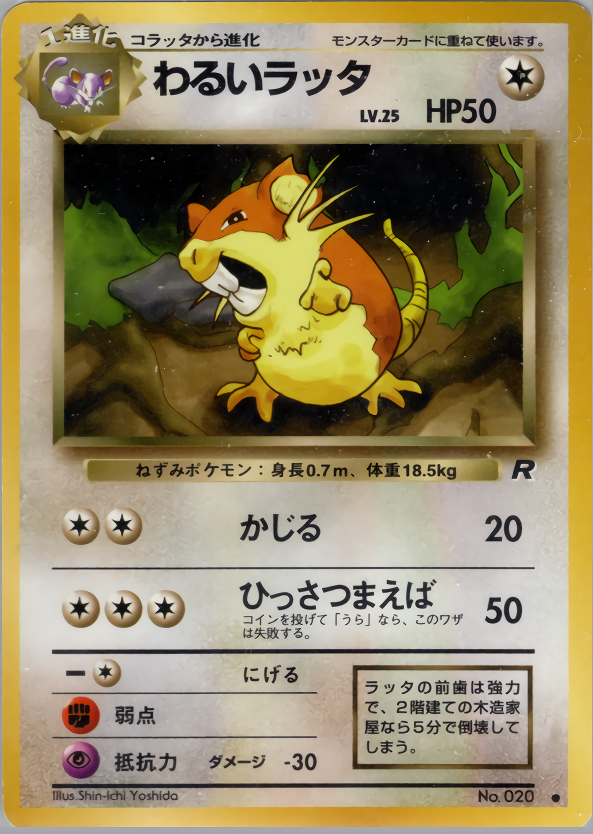 1進化
コラッタから進化
モンスターカードに重ねて使います。
わるいラッタ
LV.25 HP50
ねずみポケモン：身長0.7m、体重18.5kg
R
かじる 20
ひっさつまえば 50
コインを投げて「うら」なら、このワザ
は失敗する。
にげる
弱点
抵抗力 ダメージ -30
ラッタの前歯は強力
で、2階建ての木造家
屋なら5分で倒壊して
しまう。
Illus.Shin-ichi Yoshida
No. 020